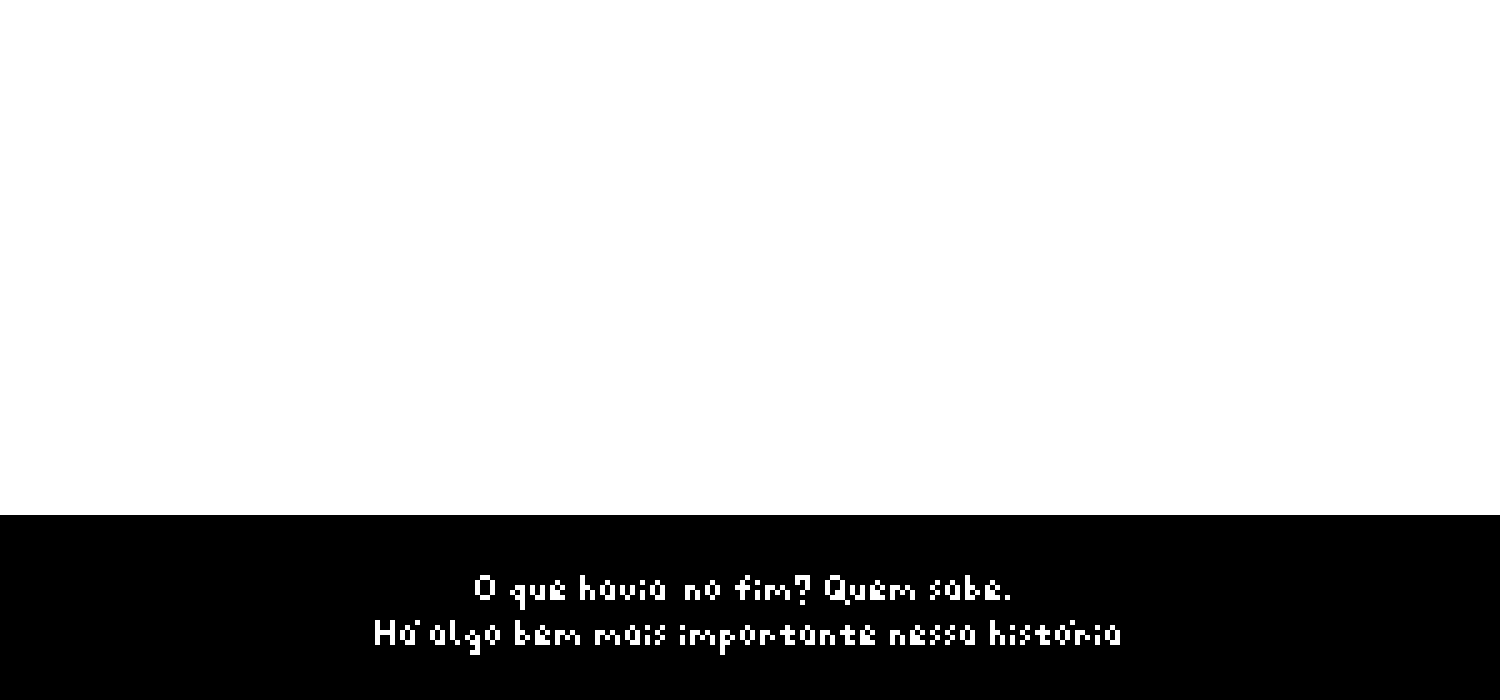 O que havia no fim? Quem sabe.
Há algo bem mais importante nessa história